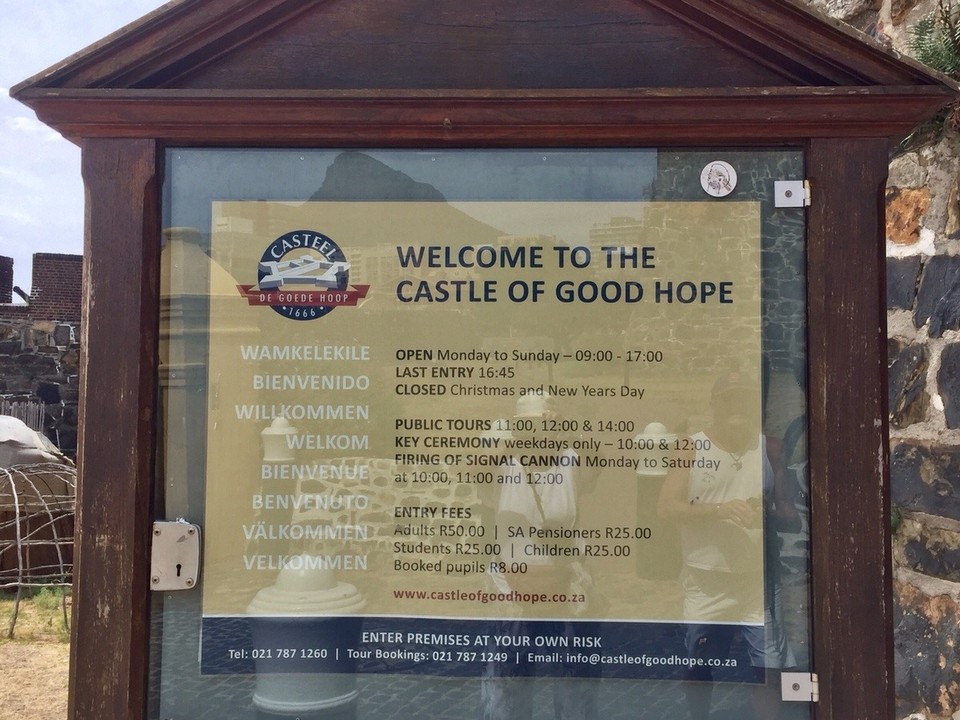 CASTEEL
DE GOEDE HOOP
• 1666 •
WELCOME TO THE
CASTLE OF GOOD HOPE
WAMKELEKILE
BIENVENIDO
WILLKOMMEN
WELKOM
BIENVENUE
BENVENUTO
VÄLKOMMEN
VELKOMMEN
OPEN Monday to Sunday – 09:00 - 17:00
LAST ENTRY 16:45
CLOSED Christmas and New Years Day
PUBLIC TOURS 11:00, 12:00 & 14:00
KEY CEREMONY weekdays only – 10:00 & 12:00
FIRING OF SIGNAL CANNON Monday to Saturday
at 10:00, 11:00 and 12:00
ENTRY FEES
Adults R50.00 | SA Pensioners R25.00
Students R25.00 | Children R25.00
Booked pupils R8.00
www.castleofgoodhope.co.za
ENTER PREMISES AT YOUR OWN RISK
Tel: 021 787 1260 | Tour Bookings: 021 787 1249 | Email: info@castleofgoodhope.co.za